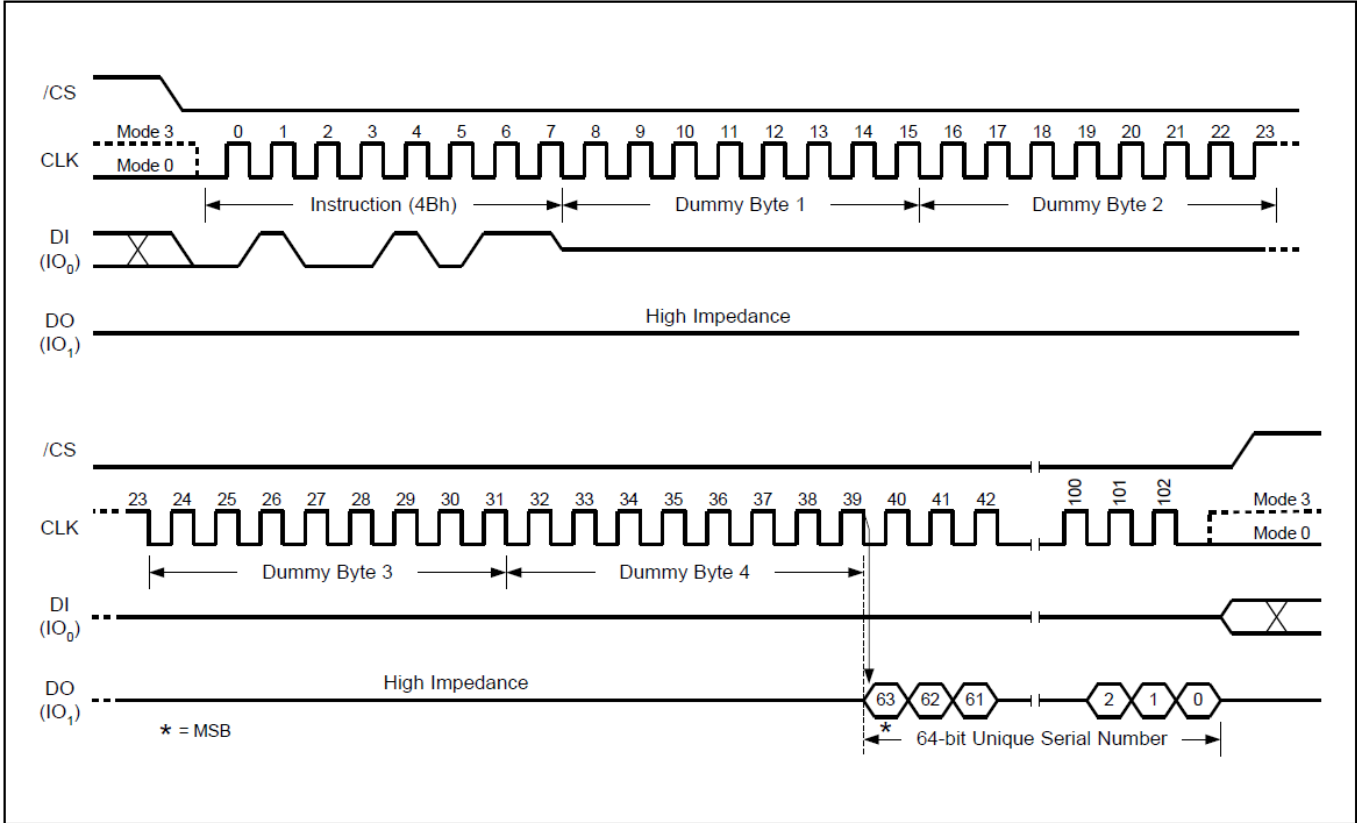 /CS
Mode 3 0 1 2 3 4 5 6 7 8 9 10 11 12 13 14 15 16 17 18 19 20 21 22 23
CLK
Mode 0
Instruction (4Bh) Dummy Byte 1 Dummy Byte 2
DI
(IO0)
High Impedance
DO
(IO1)
/CS
23 24 25 26 27 28 29 30 31 32 33 34 35 36 37 38 39 40 41 42 100 101 102 Mode 3
CLK
Mode 0
Dummy Byte 3 Dummy Byte 4
DI
(IO0)
High Impedance
DO
(IO1)
63 62 61 2 1 0
* = MSB
*
64-bit Unique Serial Number